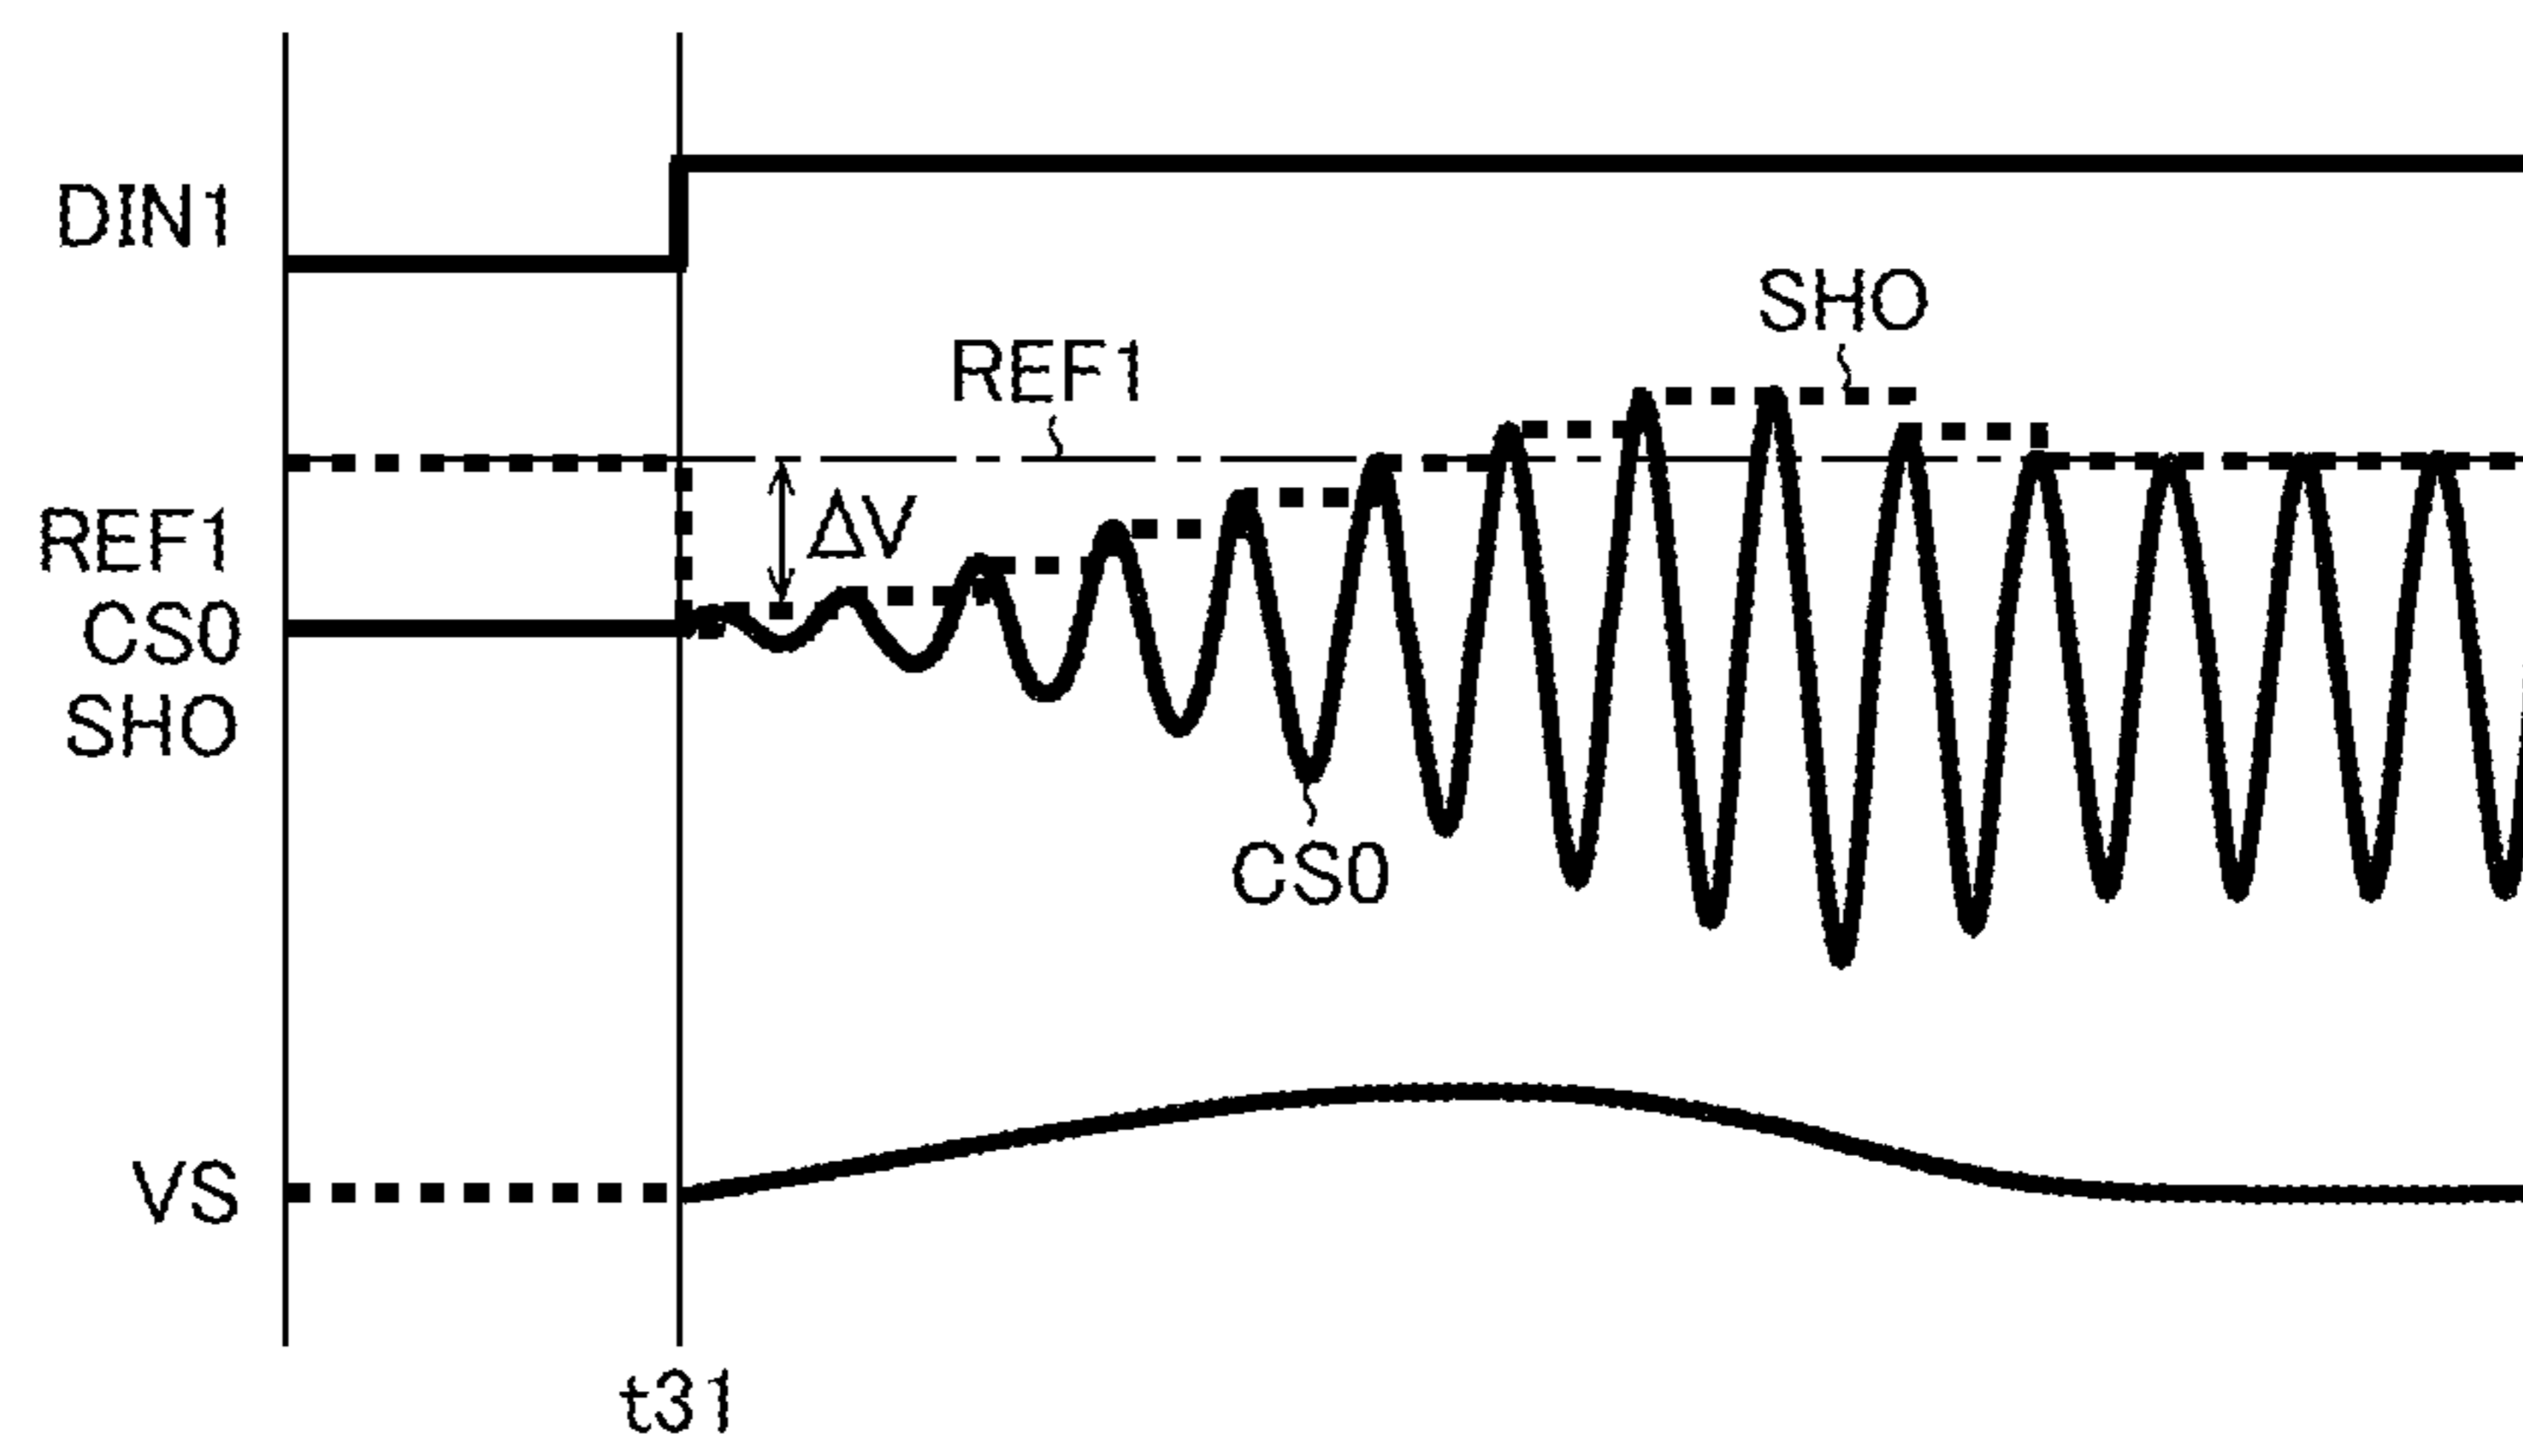 DIN1
SHO
REF1
ΔV
REF1
CS0
SHO
CS0
VS
t31